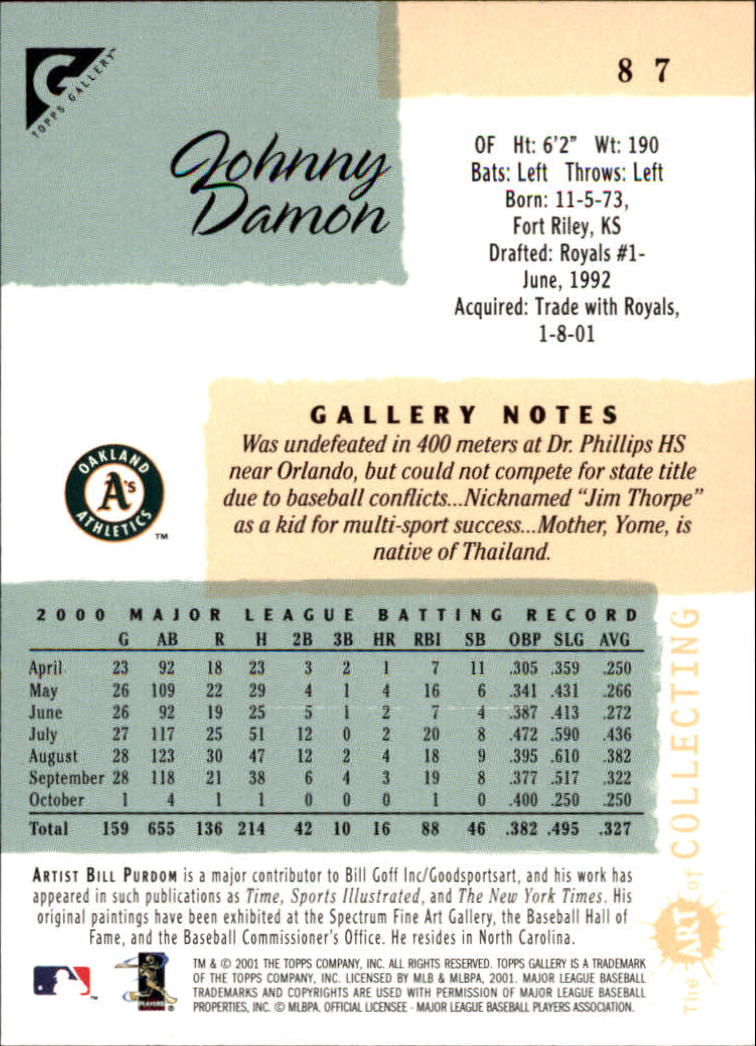 TOPPS GALLERY™
8 7
Johnny
Damon
OF Ht: 6'2" Wt: 190
Bats: Left Throws: Left
Born: 11-5-73,
Fort Riley, KS
Drafted: Royals #1-
June, 1992
Acquired: Trade with Royals,
1-8-01
GALLERY NOTES
Was undefeated in 400 meters at Dr. Phillips HS
near Orlando, but could not compete for state title
due to baseball conflicts...Nicknamed “Jim Thorpe”
as a kid for multi-sport success...Mother, Yome, is
native of Thailand.
OAKLAND
A's
ATHLETICS
TM
2000 MAJOR LEAGUE BATTING RECORD
G AB R H 2B 3B HR RBI SB OBP SLG AVG
April 23 92 18 23 3 2 1 7 11 .305 .359 .250
May 26 109 22 29 4 1 4 16 6 .341 .431 .266
June 26 92 19 25 5 1 2 7 4 .387 .413 .272
July 27 117 25 51 12 0 2 20 8 .472 .590 .436
August 28 123 30 47 12 2 4 18 9 .395 .610 .382
September 28 118 21 38 6 4 3 19 8 .377 .517 .322
October 1 4 1 1 0 0 0 1 0 .400 .250 .250
Total 159 655 136 214 42 10 16 88 46 .382 .495 .327
The ART of COLLECTING
ARTIST BILL PURDOM is a major contributor to Bill Goff Inc/Goodsportsart, and his work has
appeared in such publications as Time, Sports Illustrated, and The New York Times. His
original paintings have been exhibited at the Spectrum Fine Art Gallery, the Baseball Hall of
Fame, and the Baseball Commissioner's Office. He resides in North Carolina.
TM & © 2001 THE TOPPS COMPANY, INC. ALL RIGHTS RESERVED. TOPPS GALLERY IS A TRADEMARK
OF THE TOPPS COMPANY, INC. LICENSED BY MLB & MLBPA, 2001. MAJOR LEAGUE BASEBALL
TRADEMARKS AND COPYRIGHTS ARE USED WITH PERMISSION OF MAJOR LEAGUE BASEBALL
PROPERTIES, INC. © MLBPA. OFFICIAL LICENSEE - MAJOR LEAGUE BASEBALL PLAYERS ASSOCIATION.
TM
PLAYERS